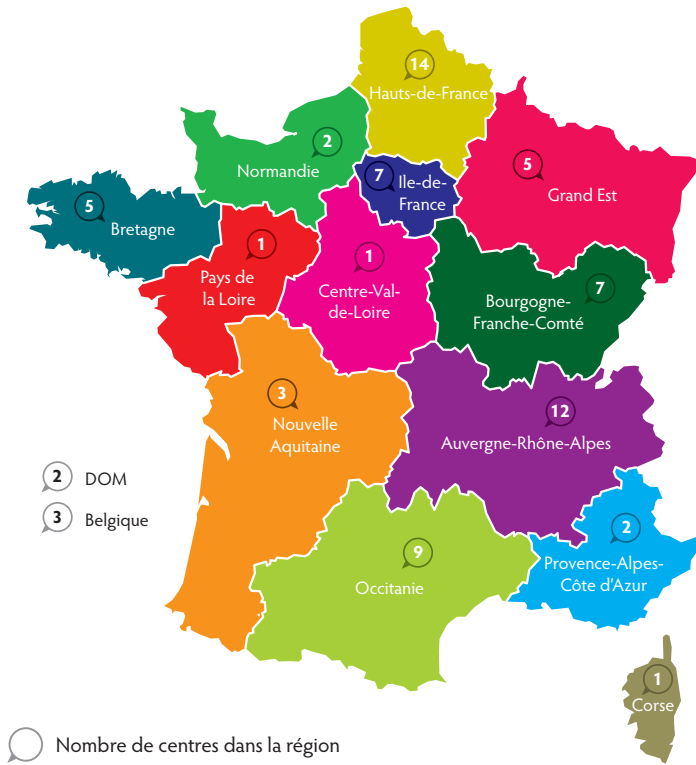 14
Hauts-de-France
2
Normandie
7
Ile-de-
France
5
Grand Est
5
Bretagne
1
Pays de
la Loire
1
Centre-Val-
de-Loire
7
Bourgogne-
Franche-Comté
3
Nouvelle
Aquitaine
12
Auvergne-Rhône-Alpes
2 DOM
3 Belgique
9
Occitanie
2
Provence-Alpes-
Côte d'Azur
1
Corse
Nombre de centres dans la région